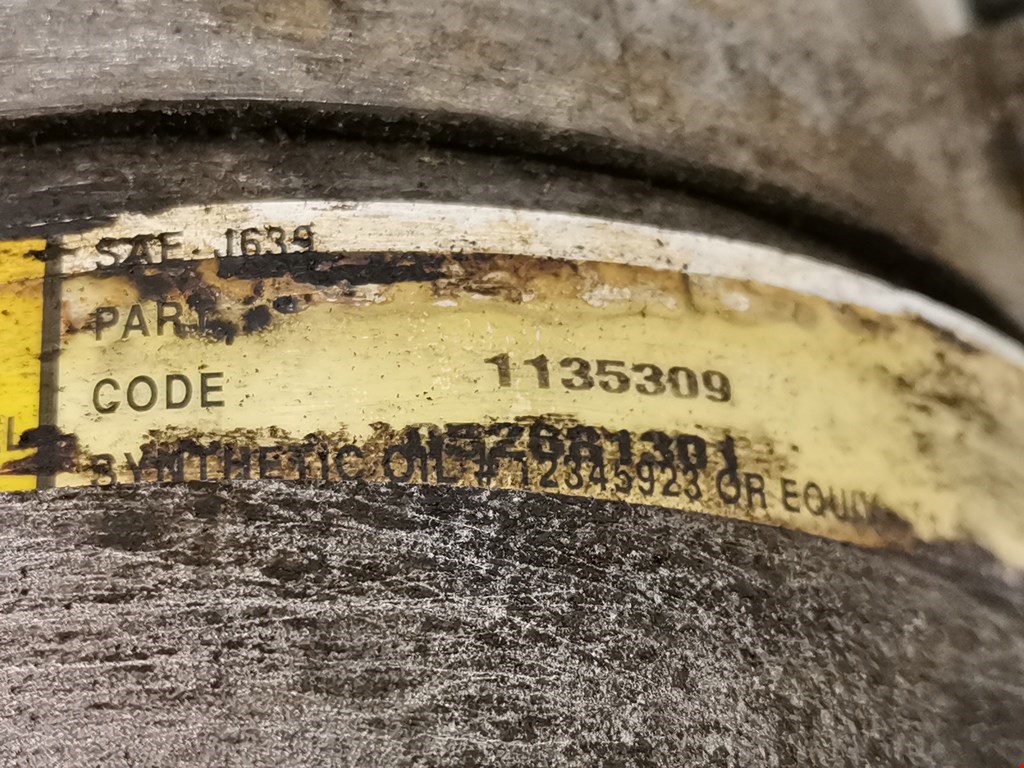 SAE J639
PART
CODE 1135309
SYNTHETIC OIL # 12345923 OR EQUIV
L